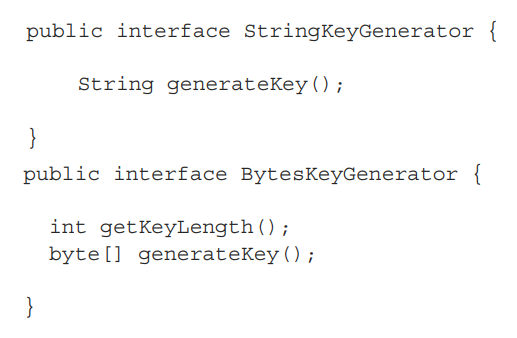 public interface StringKeyGenerator {
String generateKey();
}
public interface BytesKeyGenerator {
int getKeyLength();
byte[] generateKey();
}